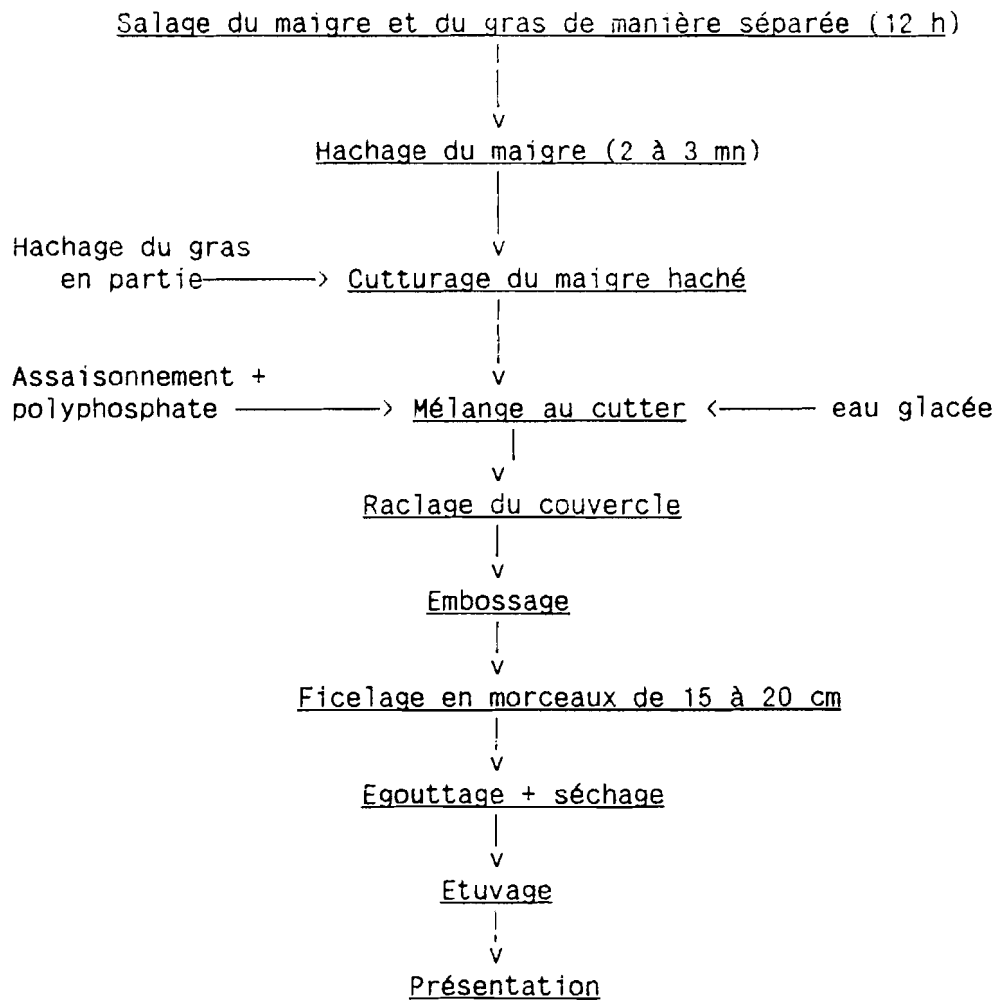 Salage du maigre et du gras de manière séparée (12 h)
Hachage du maigre (2 à 3 mn)
Hachage du gras
en partie
Cutturage du maigre haché
Assaisonnement +
polyphosphate
Mélange au cutter
eau glacée
Raclage du couvercle
Embossage
Ficelage en morceaux de 15 à 20 cm
Egouttage + séchage
Etuvage
Présentation